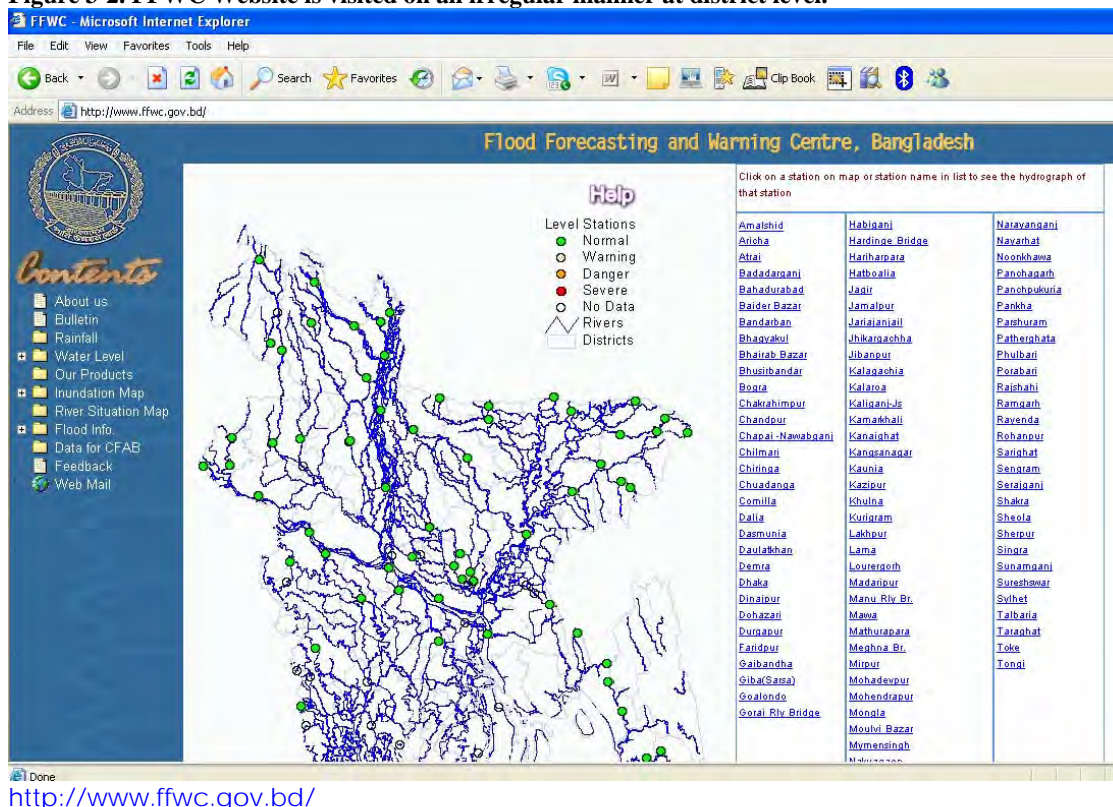 Figure 3-2. FFWC Website is visited on an irregular manner at district level.
FFWC - Microsoft Internet Explorer
File Edit View Favorites Tools Help
Back Search Favorites Clip Book
Address http://www.ffwc.gov.bd/
Flood Forecasting and Warning Centre, Bangladesh
Contents
About us
Bulletin
Rainfall
Water Level
Our Products
Inundation Map
River Situation Map
Flood Info.
Data for CFAB
Feedback
Web Mail
Help
Level Stations
Normal
Warning
Danger
Severe
No Data
Rivers
Districts
Click on a station on map or station name in list to see the hydrograph of
that station
Amalshid
Aricha
Atrai
Badadarganj
Bahadurabad
Baider Bazar
Bandarban
Bhagyakul
Bhairab Bazar
Bhusirbandar
Bogra
Chakrahimpur
Chandpur
Chapai -Nawabganj
Chilmari
Chiringa
Chuadanga
Comilla
Dalia
Dasmunia
Daulatkhan
Demra
Dhaka
Dinajpur
Dohazari
Durgapur
Faridpur
Gaibandha
Giba(Sarsa)
Goalondo
Gorai Rly Bridge
Habiganj
Hardinge Bridge
Hariharpara
Hatboalia
Jagir
Jamalpur
Jariajanjail
Jhikargachha
Jibanpur
Kalagachia
Kalaroa
Kaliganj-Js
Kamarkhali
Kanaighat
Kangsanagar
Kaunia
Kazipur
Khulna
Kurigram
Lakhpur
Lama
Lourergorh
Madaripur
Manu Rly Br.
Mawa
Mathurapara
Meghna Br.
Mirpur
Mohadevpur
Mohendrapur
Mongla
Moulvi Bazar
Mymensingh
Narayanganj
Nayarhat
Noonkhawa
Panchagarh
Panchpukuria
Pankha
Parshuram
Patherghata
Phulbari
Porabari
Rajshahi
Ramgarh
Rayenda
Rohanpur
Sarighat
Sengram
Serajganj
Shakra
Sheola
Sherpur
Singra
Sunamganj
Sureshswar
Sylhet
Talbaria
Taraghat
Toke
Tongi
Done
http://www.ffwc.gov.bd/